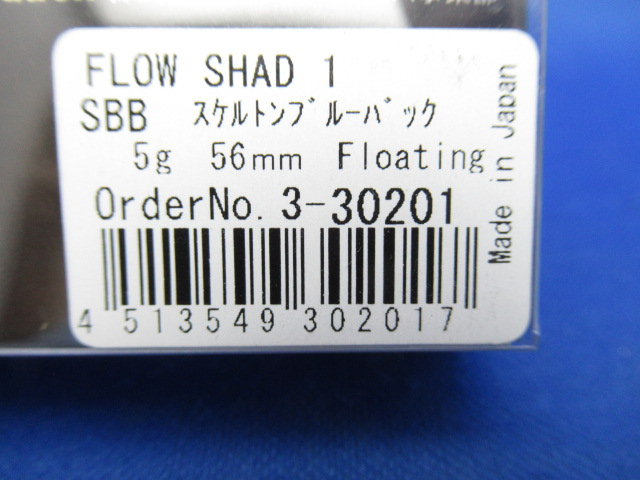 FLOW SHAD 1
SBB ｽｹﾙﾄﾝﾌﾞﾙｰﾊﾞｯｸ
5g 56mm Floating
OrderNo. 3-30201
4 513549 302017
Made in Japan